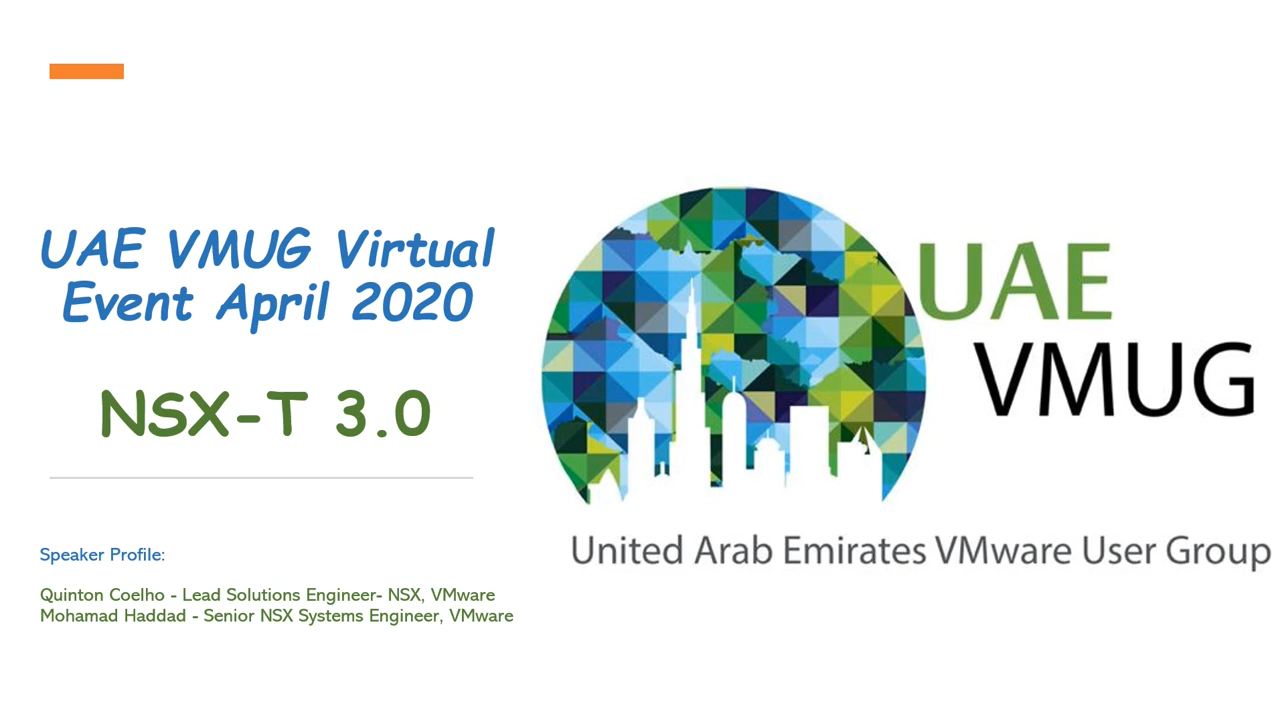 UAE VMUG Virtual
Event April 2020
NSX-T 3.0
Speaker Profile:
Quinton Coelho - Lead Solutions Engineer- NSX, VMware
Mohamad Haddad - Senior NSX Systems Engineer, VMware
UAE
VMUG
United Arab Emirates VMware User Group